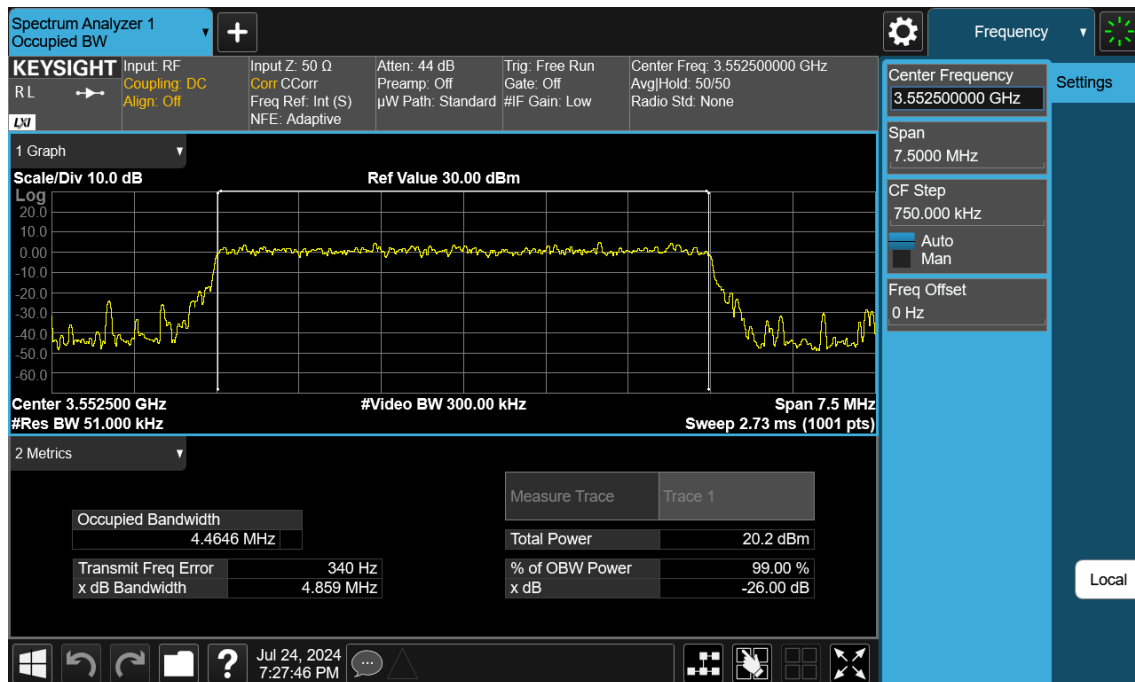 Spectrum Analyzer 1
Occupied BW
Frequency
KEYSIGHT
R L
LXI
Input: RF
Coupling: DC
Align: Off
Input Z: 50 Ω
Corr CCorr
Freq Ref: Int (S)
NFE: Adaptive
Atten: 44 dB
Preamp: Off
µW Path: Standard
Trig: Free Run
Gate: Off
#IF Gain: Low
Center Freq: 3.552500000 GHz
Avg|Hold: 50/50
Radio Std: None
Center Frequency
3.552500000 GHz
Settings
Span
7.5000 MHz
CF Step
750.000 kHz
Auto
Man
Freq Offset
0 Hz
Local
1 Graph
Scale/Div 10.0 dB
Ref Value 30.00 dBm
Log
20.0
10.0
0.00
-10.0
-20.0
-30.0
-40.0
-50.0
-60.0
Center 3.552500 GHz
#Video BW 300.00 kHz
Span 7.5 MHz
#Res BW 51.000 kHz
Sweep 2.73 ms (1001 pts)
2 Metrics
Measure Trace Trace 1
Occupied Bandwidth
4.4646 MHz
Total Power 20.2 dBm
Transmit Freq Error 340 Hz
% of OBW Power 99.00 %
x dB Bandwidth 4.859 MHz
x dB -26.00 dB
?
Jul 24, 2024
7:27:46 PM